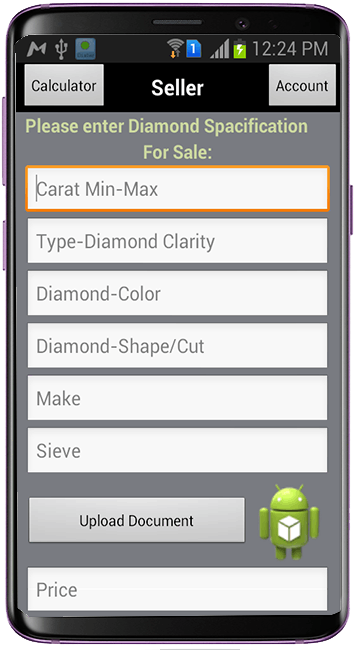 12:24 PM
Calculator
Seller
Account
Please enter Diamond Spacification
For Sale:
Carat Min-Max
Type-Diamond Clarity
Diamond-Color
Diamond-Shape/Cut
Make
Sieve
Upload Document
Price